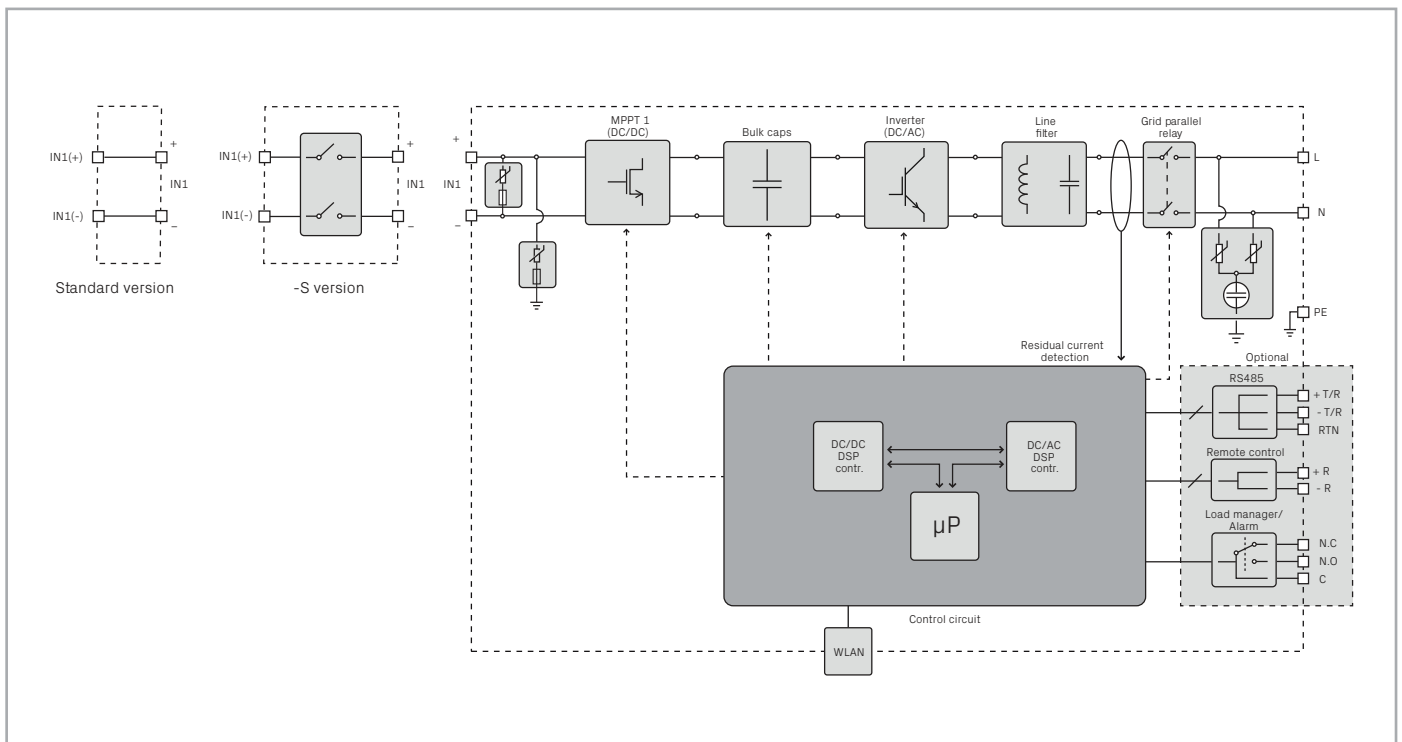 IN1(+)
+
IN1
IN1(-)
–
Standard version
IN1(+)
+
IN1
IN1(-)
–
-S version
+
IN1
–
MPPT 1
(DC/DC)
Bulk caps
Inverter
(DC/AC)
Line
filter
Grid parallel
relay
L
N
PE
Residual current
detection
Optional
RS485
+ T/R
- T/R
RTN
Remote control
+ R
- R
Load manager/
Alarm
N.C
N.O
C
DC/DC
DSP
contr.
DC/AC
DSP
contr.
µP
Control circuit
WLAN